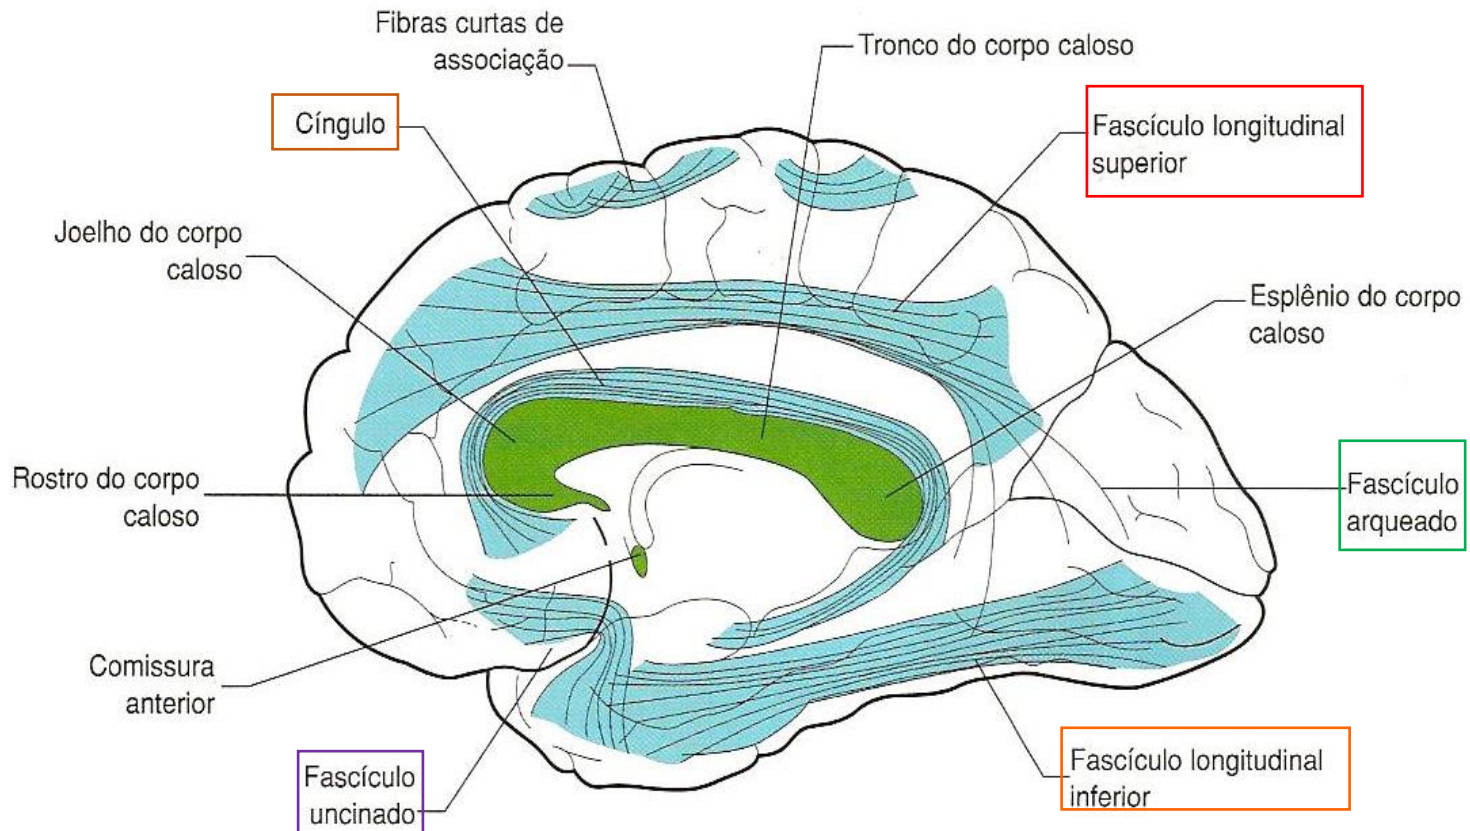 Fibras curtas de
associação
Tronco do corpo caloso
Cíngulo
Fascículo longitudinal
superior
Joelho do corpo
caloso
Esplênio do corpo
caloso
Rostro do corpo
caloso
Fascículo
arqueado
Comissura
anterior
Fascículo
uncinado
Fascículo longitudinal
inferior